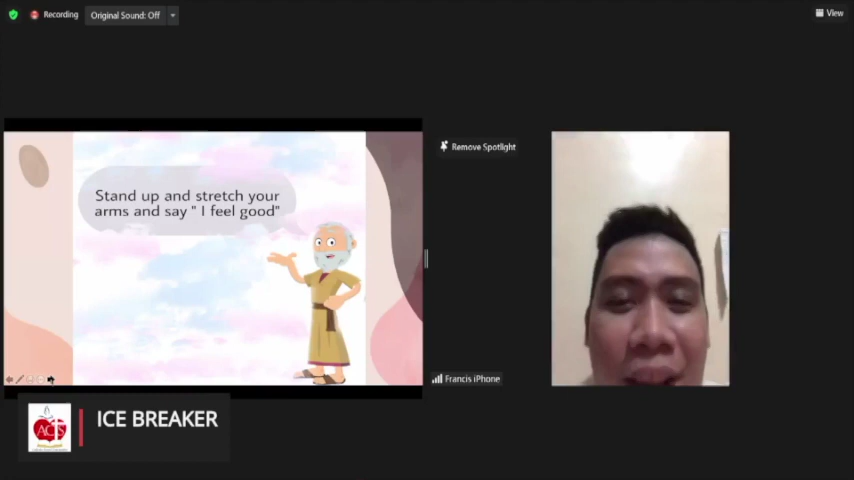 Recording
Original Sound: Off
View
Remove Spotlight
Stand up and stretch your
arms and say " I feel good"
Francis iPhone
ICE BREAKER